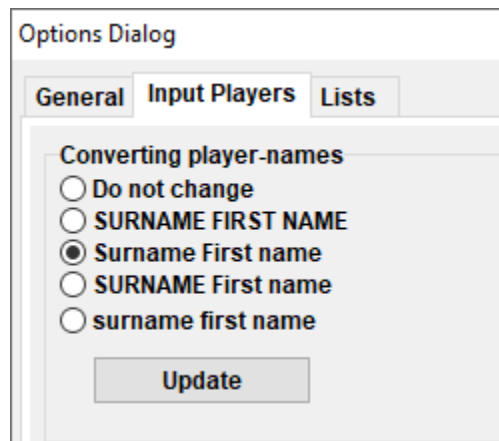 Options Dialog
General Input Players Lists
Converting player-names
Do not change
SURNAME FIRST NAME
Surname First name
SURNAME First name
surname first name
Update